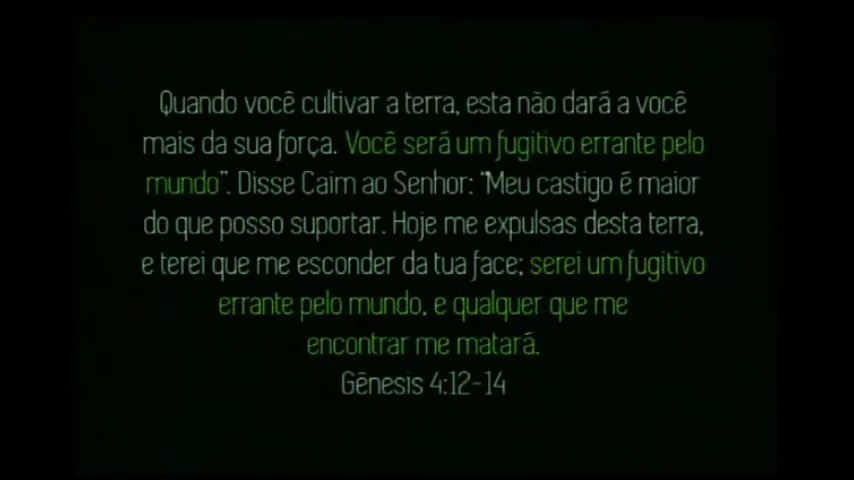 Quando você cultivar a terra, esta não dará a você
mais da sua força. Você será um fugitivo errante pelo
mundo”. Disse Caim ao Senhor: “Meu castigo é maior
do que posso suportar. Hoje me expulsas desta terra,
e terei que me esconder da tua face; serei um fugitivo
errante pelo mundo, e qualquer que me
encontrar me matará.
Gênesis 4:12-14